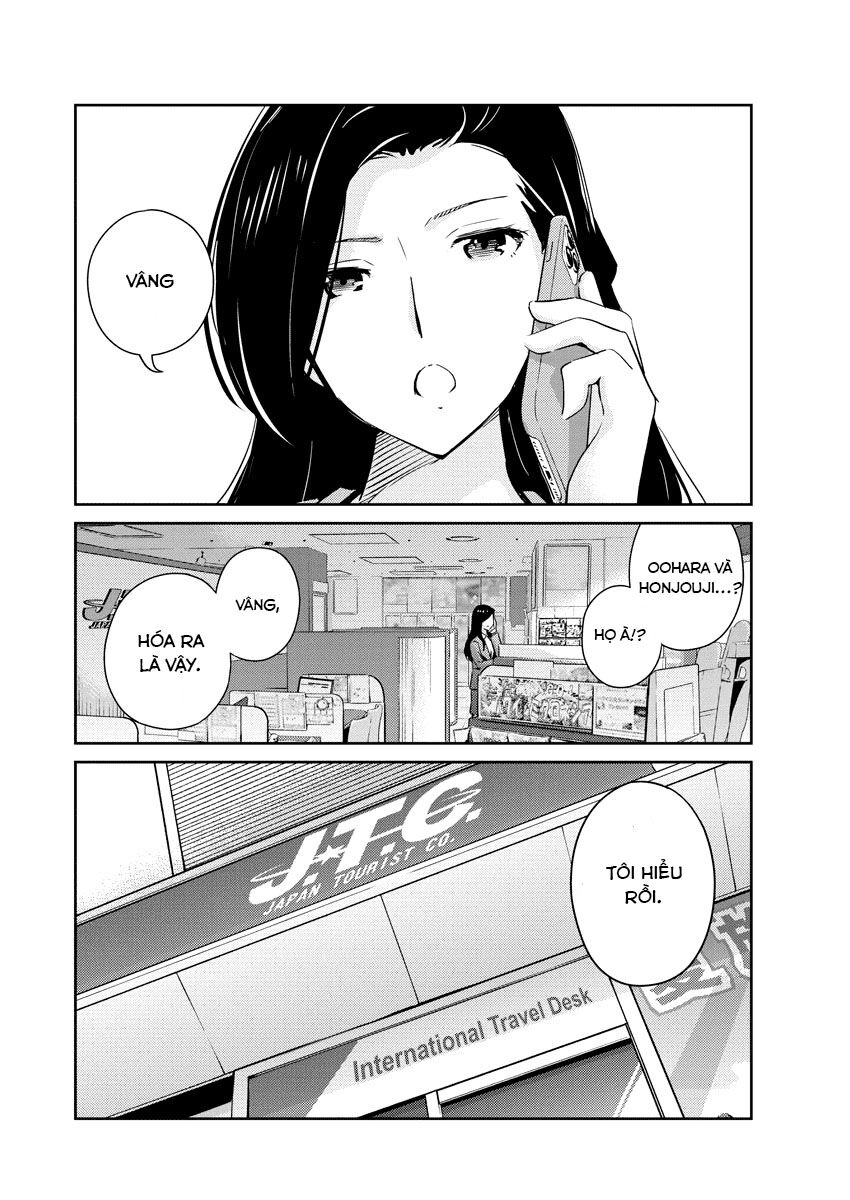 VÂNG
OOHARA VÀ
HONJOUJI...?
HỌ À!?
VÂNG,
HÓA RA
LÀ VẬY.
J.T.C.
JAPAN TOURIST CO.
TÔI HIỂU
RỒI.
International Travel Desk